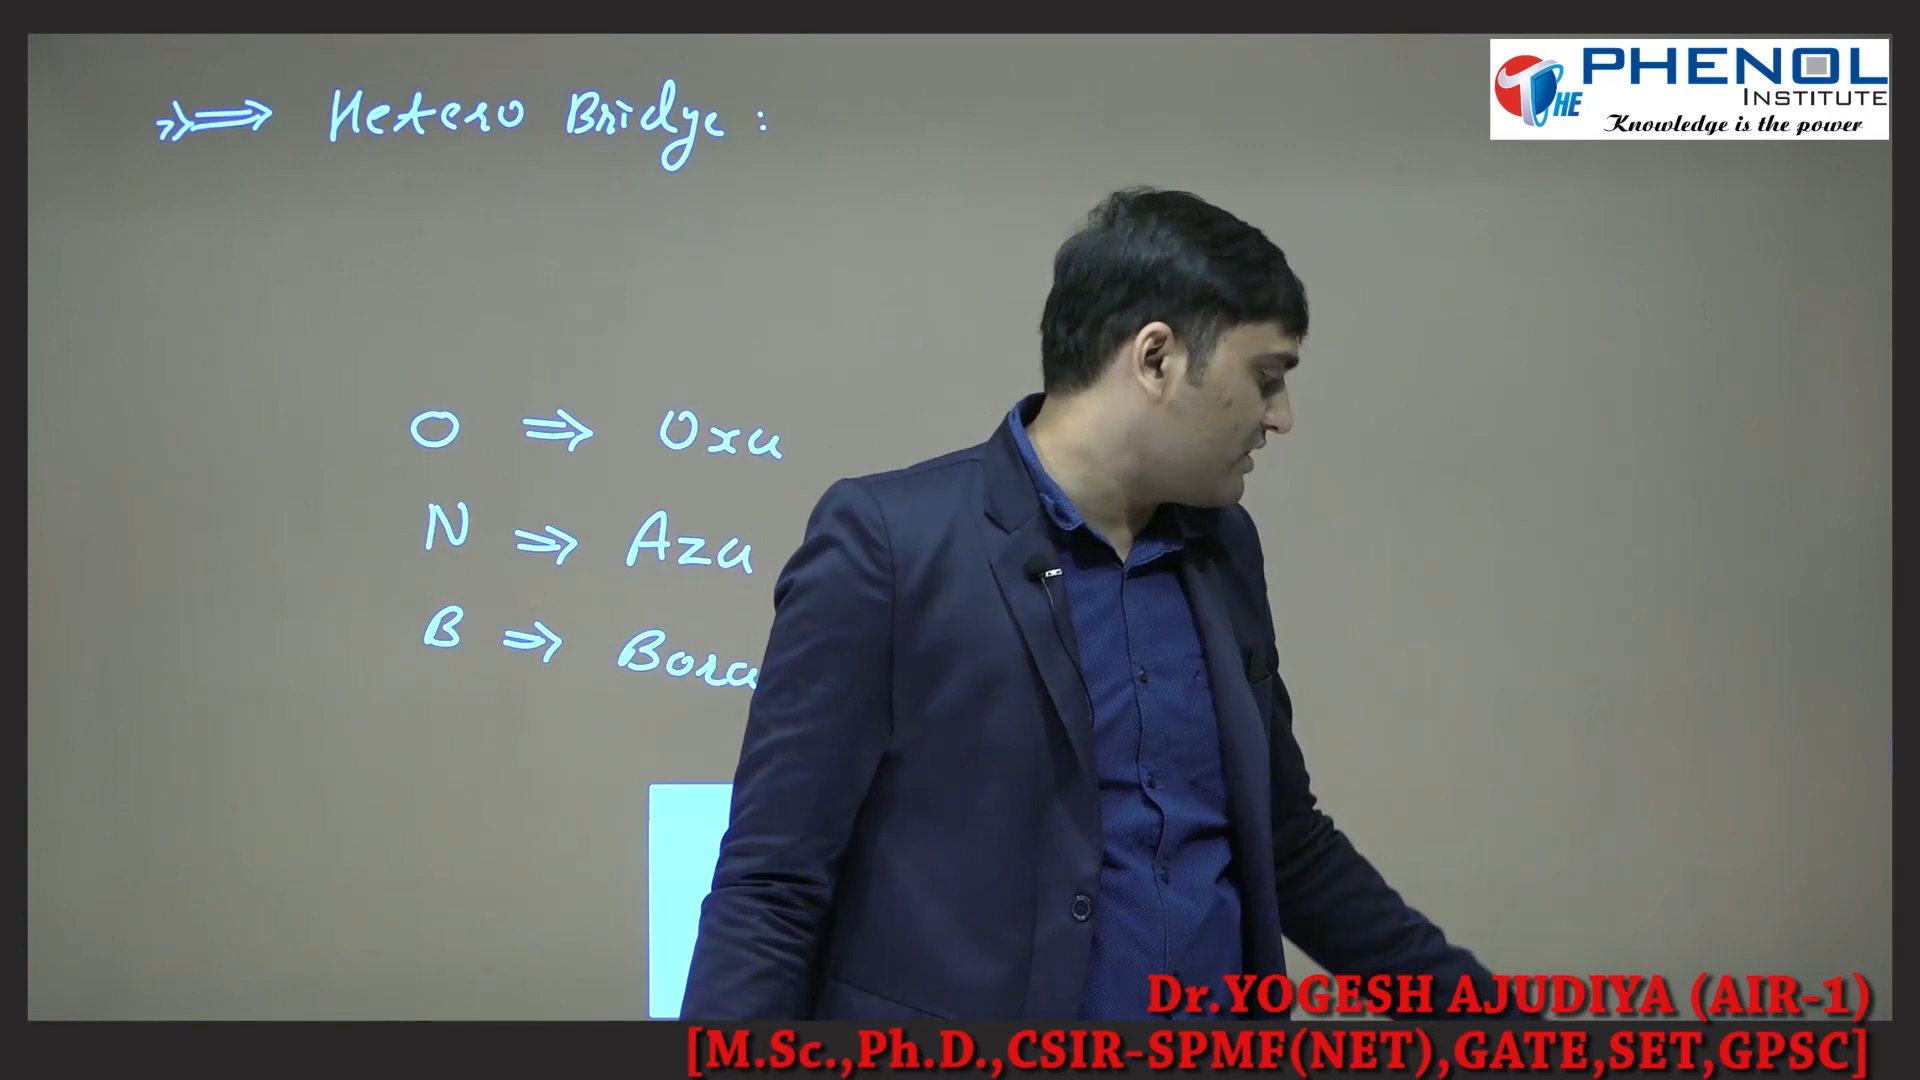 ⇒ Hetero Bridge :
THE PHENOL
INSTITUTE
Knowledge is the power
O ⇒ Oxa
N ⇒ Aza
B ⇒ Bora
Dr.YOGESH AJUDIYA (AIR-1)
[M.Sc.,Ph.D.,CSIR-SPMF(NET),GATE,SET,GPSC]